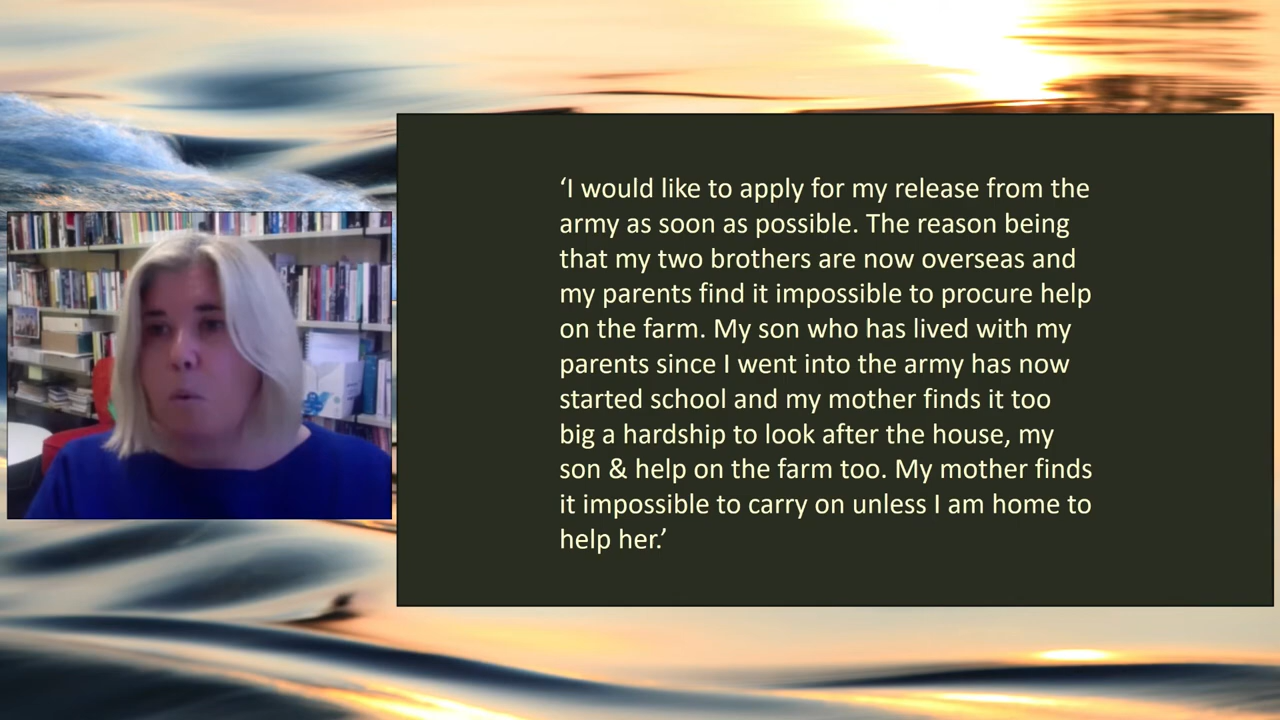 ‘I would like to apply for my release from the
army as soon as possible. The reason being
that my two brothers are now overseas and
my parents find it impossible to procure help
on the farm. My son who has lived with my
parents since I went into the army has now
started school and my mother finds it too
big a hardship to look after the house, my
son & help on the farm too. My mother finds
it impossible to carry on unless I am home to
help her.’